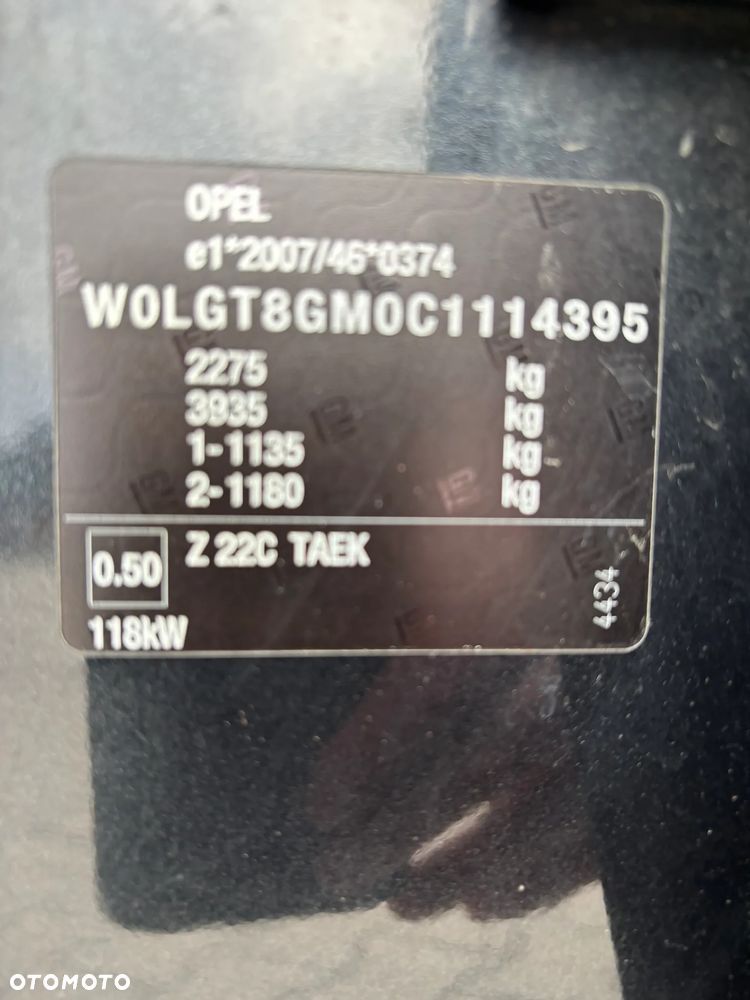 OPEL
e1*2007/46*0374
W0LGT8GM0C1114395
2275 kg
3935 kg
1-1135 kg
2-1180 kg
0.50 Z 22C TAEK
118kW
4434
OTOMOTO